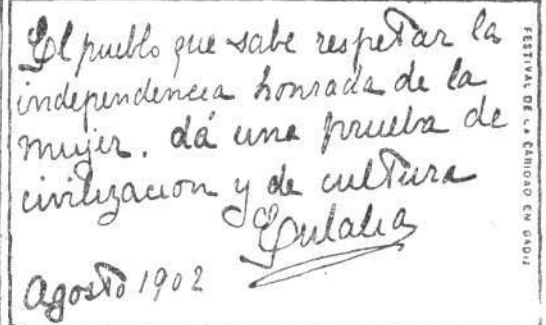 El pueblo que sabe respetar la
independencia honrada de la
mujer. dá una prueba de
civilizacion y de cultura
Eulalia
Agosto 1902
FESTIVAL DE LA CARIDAD EN CADIZ